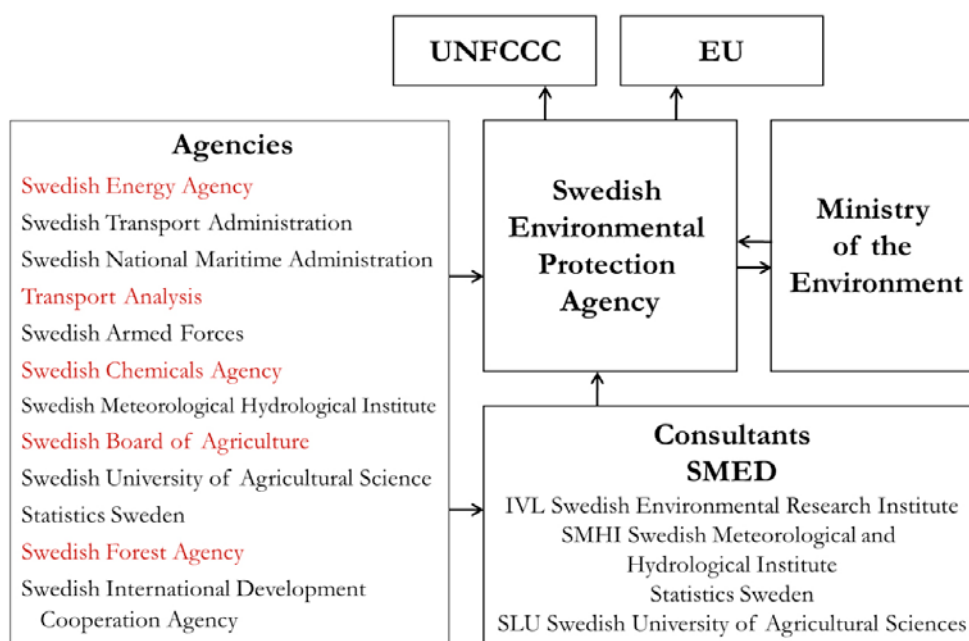 UNFCCC
EU
Agencies
Swedish Energy Agency
Swedish Transport Administration
Swedish National Maritime Administration
Transport Analysis
Swedish Armed Forces
Swedish Chemicals Agency
Swedish Meteorological Hydrological Institute
Swedish Board of Agriculture
Swedish University of Agricultural Science
Statistics Sweden
Swedish Forest Agency
Swedish International Development
Cooperation Agency
Swedish
Environmental
Protection
Agency
Ministry
of the
Environment
Consultants
SMED
IVL Swedish Environmental Research Institute
SMHI Swedish Meteorological and
Hydrological Institute
Statistics Sweden
SLU Swedish University of Agricultural Sciences